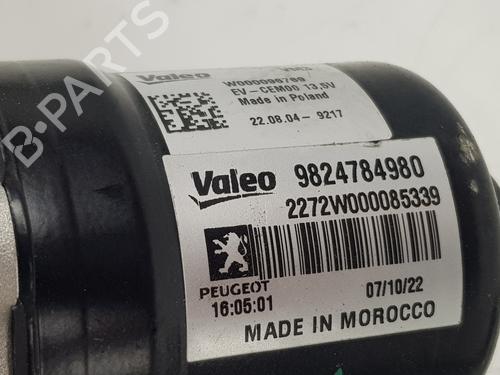 Valeo
EV-CEM00 13,5V
Made in Poland
22.08.04 - 9217
Valeo 9824784980
2272W000085339
PEUGEOT
16:05:01
07/10/22
MADE IN MOROCCO
B-PARTS